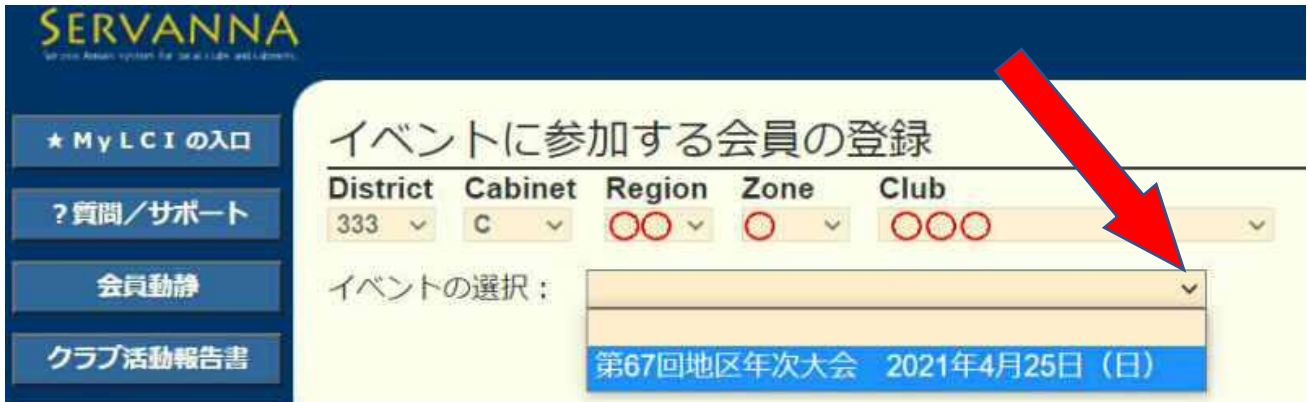 SERVANNA
★ＭｙＬＣＩの入口
？質問／サポート
会員動静
クラブ活動報告書
イベントに参加する会員の登録
District Cabinet Region Zone Club
333 C 〇〇 〇 〇〇〇
イベントの選択：
第67回地区年次大会　2021年4月25日（日）